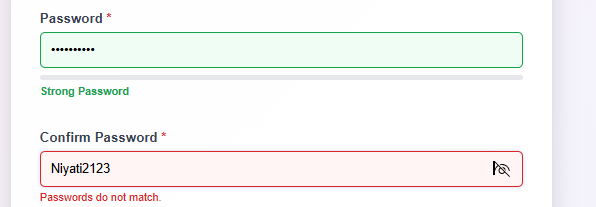 Password *
••••••••••
Strong Password
Confirm Password *
Niyati2123
Passwords do not match.